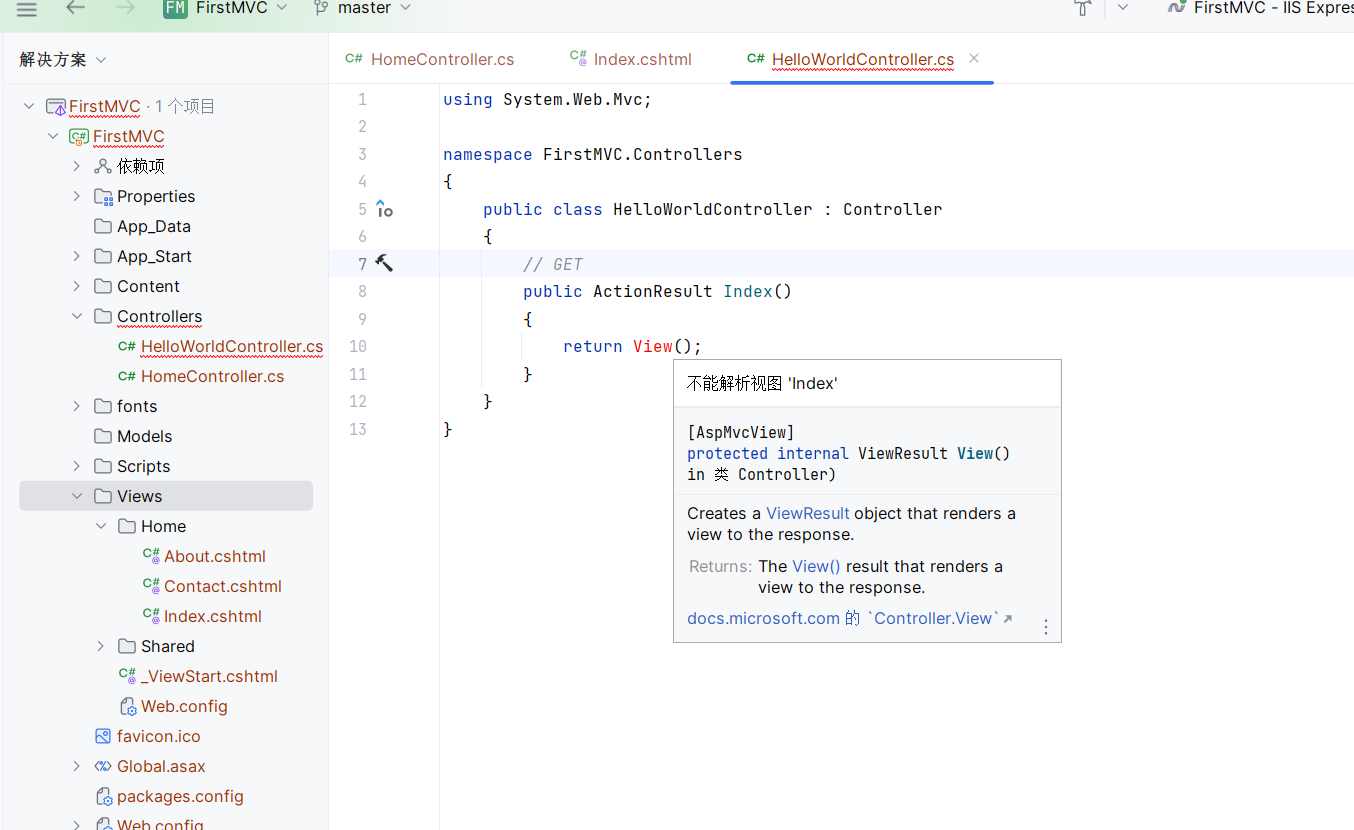 FM FirstMVC master FirstMVC - IIS Expres
解决方案
HomeController.cs Index.cshtml HelloWorldController.cs
FirstMVC · 1 个项目
FirstMVC
依赖项
Properties
App_Data
App_Start
Content
Controllers
C# HelloWorldController.cs
C# HomeController.cs
fonts
Models
Scripts
Views
Home
C# About.cshtml
C# Contact.cshtml
C# Index.cshtml
Shared
C# _ViewStart.cshtml
Web.config
favicon.ico
Global.asax
packages.config
Web.config
1 using System.Web.Mvc;
2
3 namespace FirstMVC.Controllers
4 {
5 public class HelloWorldController : Controller
6 {
7 // GET
8 public ActionResult Index()
9 {
10 return View();
11 }
12 }
13 }
不能解析视图 'Index'
[AspMvcView]
protected internal ViewResult View()
in 类 Controller)
Creates a ViewResult object that renders a
view to the response.
Returns: The View() result that renders a
view to the response.
docs.microsoft.com 的 `Controller.View`